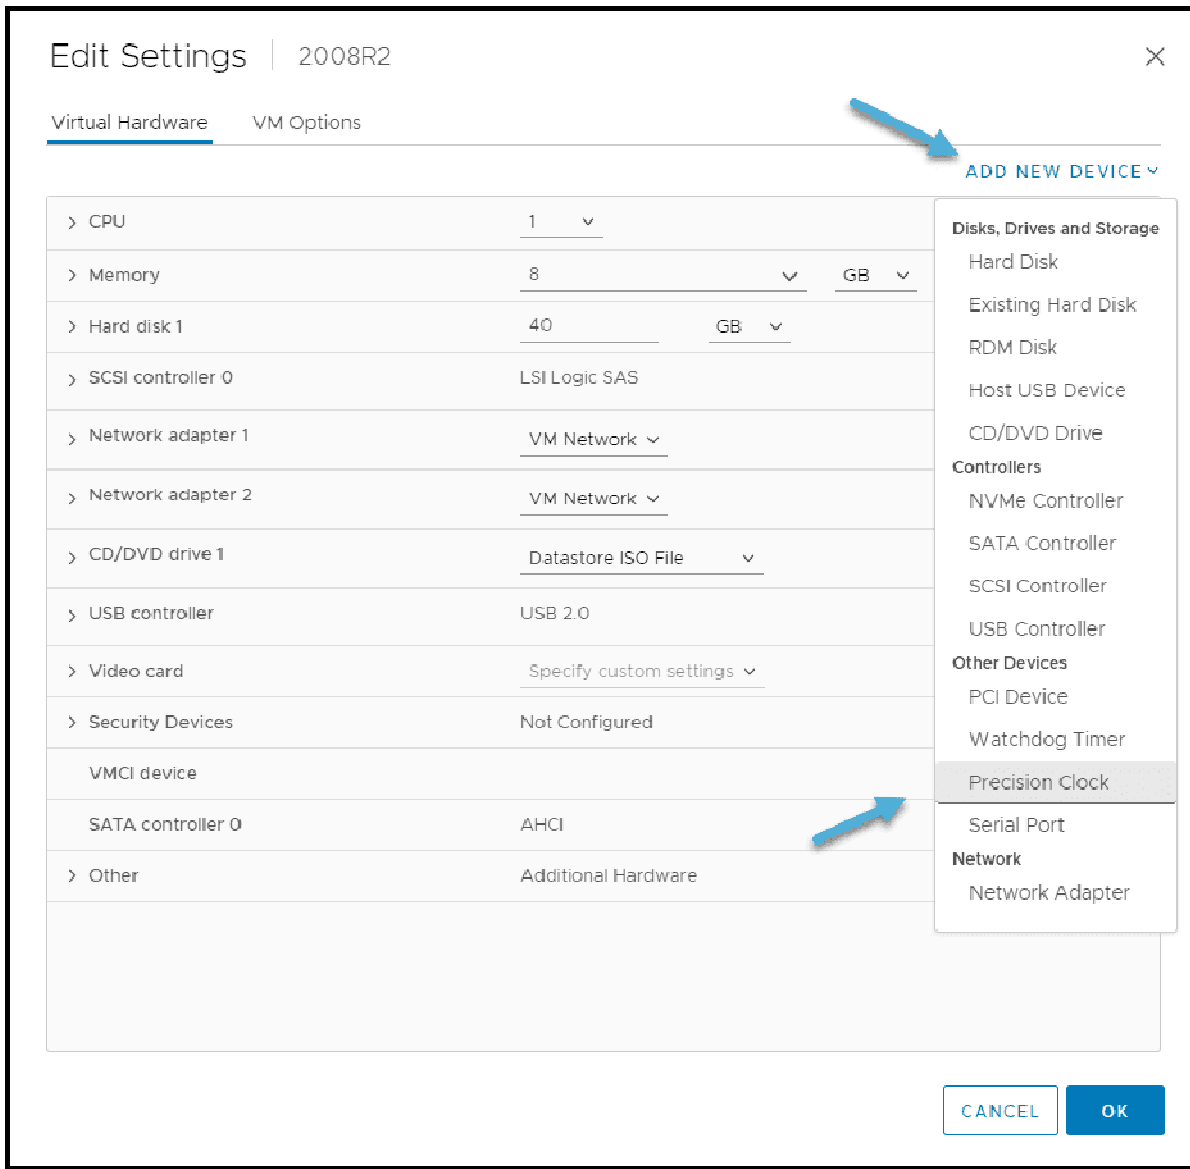 Edit Settings 2008R2
Virtual Hardware VM Options
ADD NEW DEVICE
CPU 1
Memory 8 GB
Hard disk 1 40 GB
SCSI controller 0 LSI Logic SAS
Network adapter 1 VM Network
Network adapter 2 VM Network
CD/DVD drive 1 Datastore ISO File
USB controller USB 2.0
Video card Specify custom settings
Security Devices Not Configured
VMCI device
SATA controller 0 AHCI
Other Additional Hardware
Disks, Drives and Storage
Hard Disk
Existing Hard Disk
RDM Disk
Host USB Device
CD/DVD Drive
Controllers
NVMe Controller
SATA Controller
SCSI Controller
USB Controller
Other Devices
PCI Device
Watchdog Timer
Precision Clock
Serial Port
Network
Network Adapter
CANCEL OK